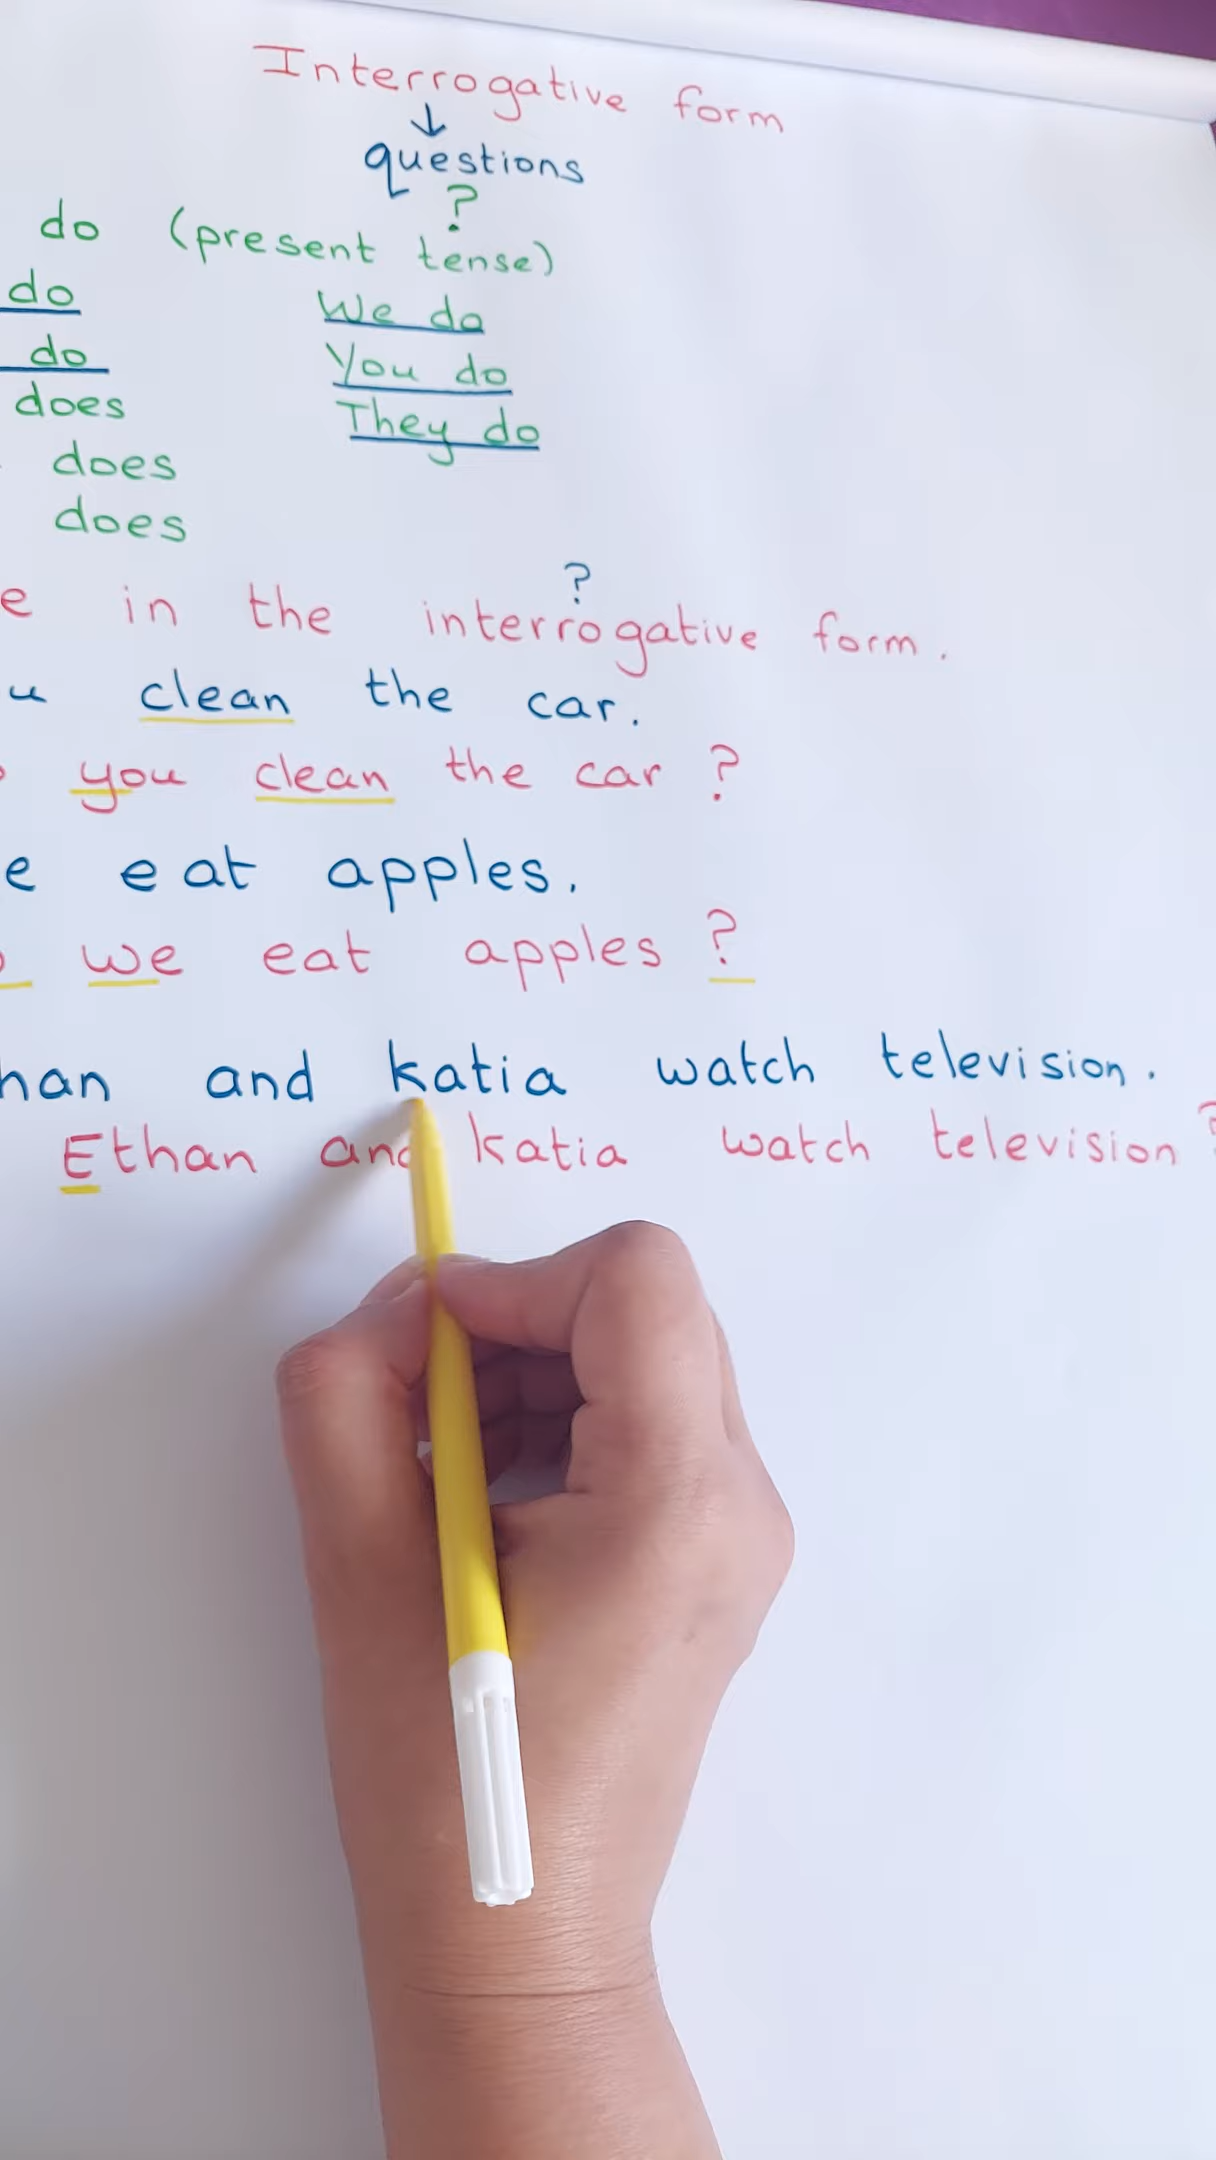 Interrogative form
↓
questions
?
do (present tense)
do We do
do You do
does They do
does
does
?
e in the interrogative form.
u clean the car.
you clean the car ?
e eat apples.
we eat apples ?
han and katia watch television.
Ethan and katia watch television ?